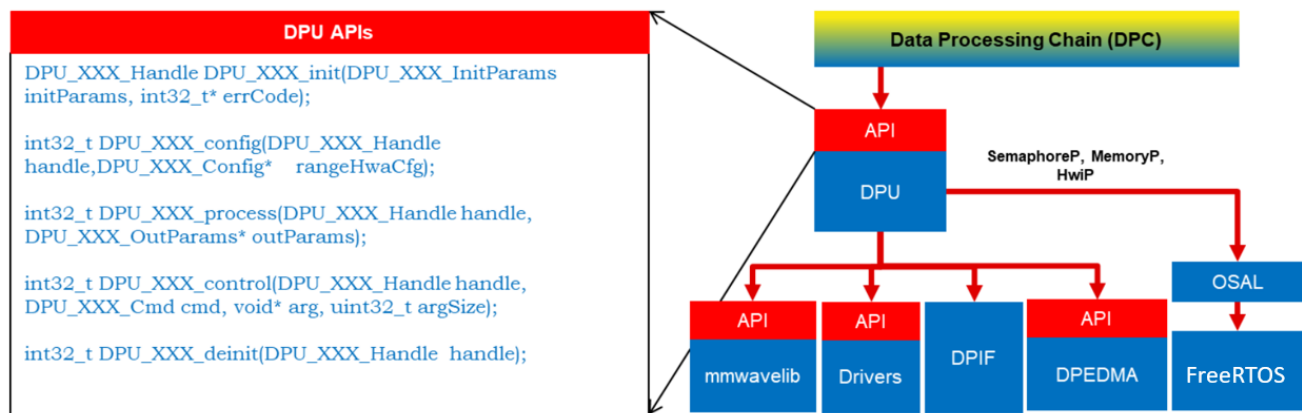 DPU APIs
DPU_XXX_Handle DPU_XXX_init(DPU_XXX_InitParams
initParams, int32_t* errCode);
int32_t DPU_XXX_config(DPU_XXX_Handle
handle,DPU_XXX_Config* rangeHwaCfg);
int32_t DPU_XXX_process(DPU_XXX_Handle handle,
DPU_XXX_OutParams* outParams);
int32_t DPU_XXX_control(DPU_XXX_Handle handle,
DPU_XXX_Cmd cmd, void* arg, uint32_t argSize);
int32_t DPU_XXX_deinit(DPU_XXX_Handle handle);
Data Processing Chain (DPC)
API
DPU
SemaphoreP, MemoryP,
HwiP
OSAL
FreeRTOS
API
mmwavelib
API
Drivers
DPIF
API
DPEDMA